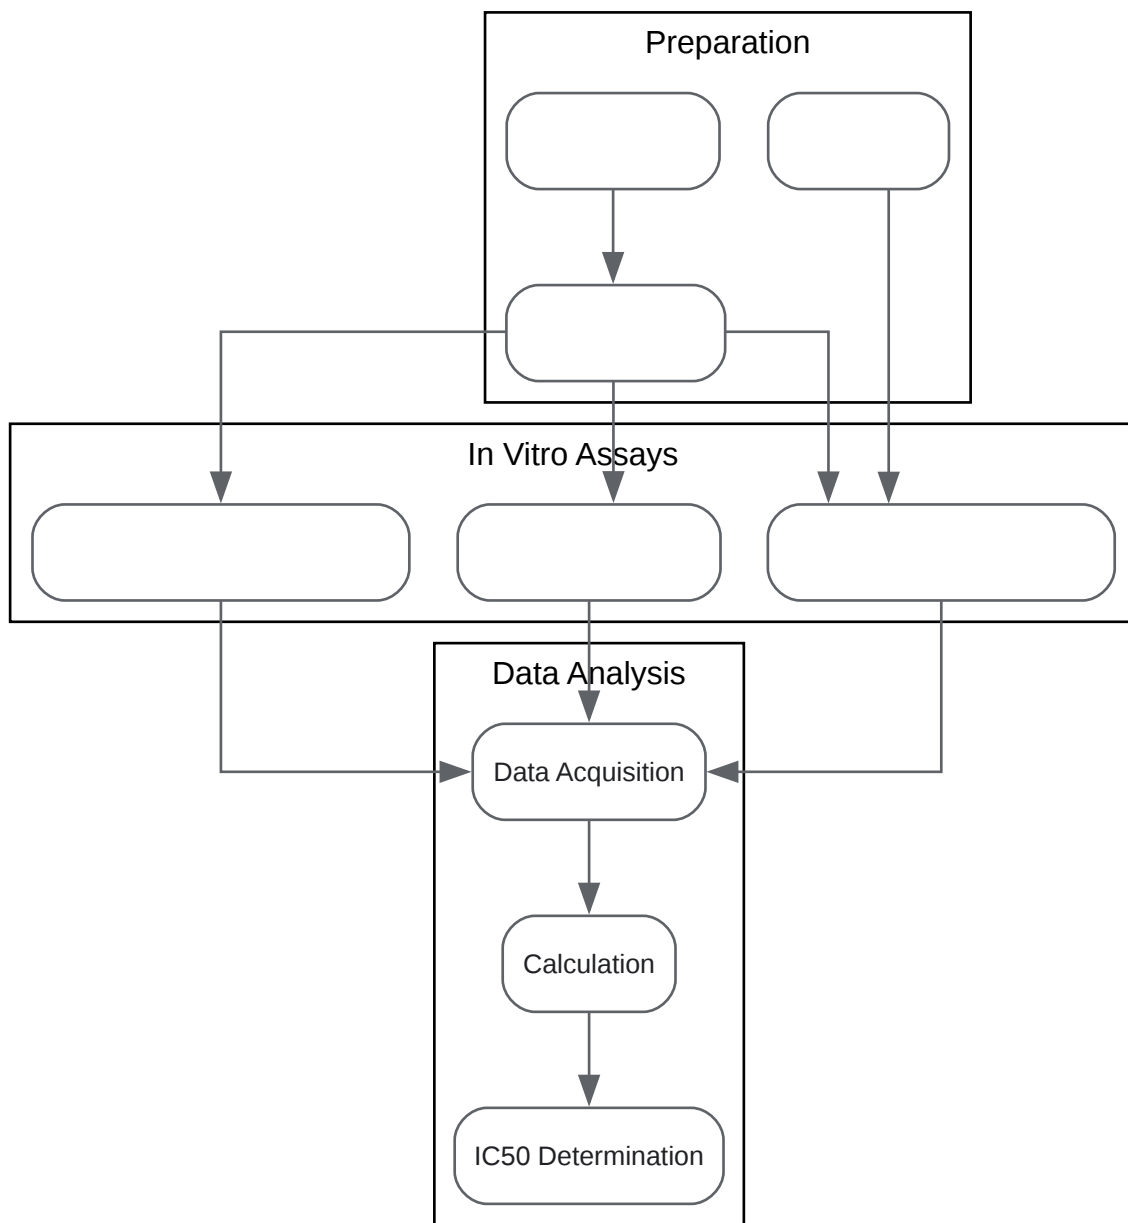 Preparation
In Vitro Assays
Data Analysis
Data Acquisition
Calculation
IC50 Determination